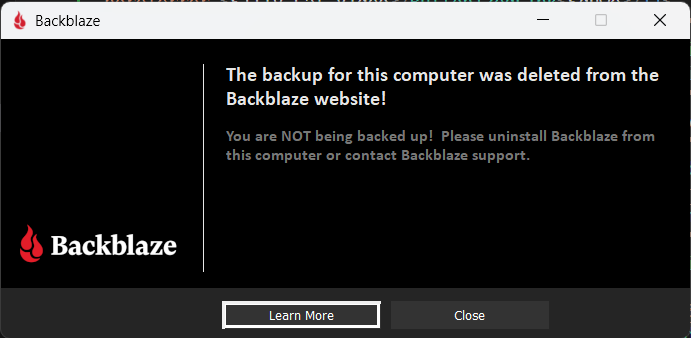 Backblaze
The backup for this computer was deleted from the
Backblaze website!
You are NOT being backed up!  Please uninstall Backblaze from
this computer or contact Backblaze support.
Backblaze
Learn More
Close